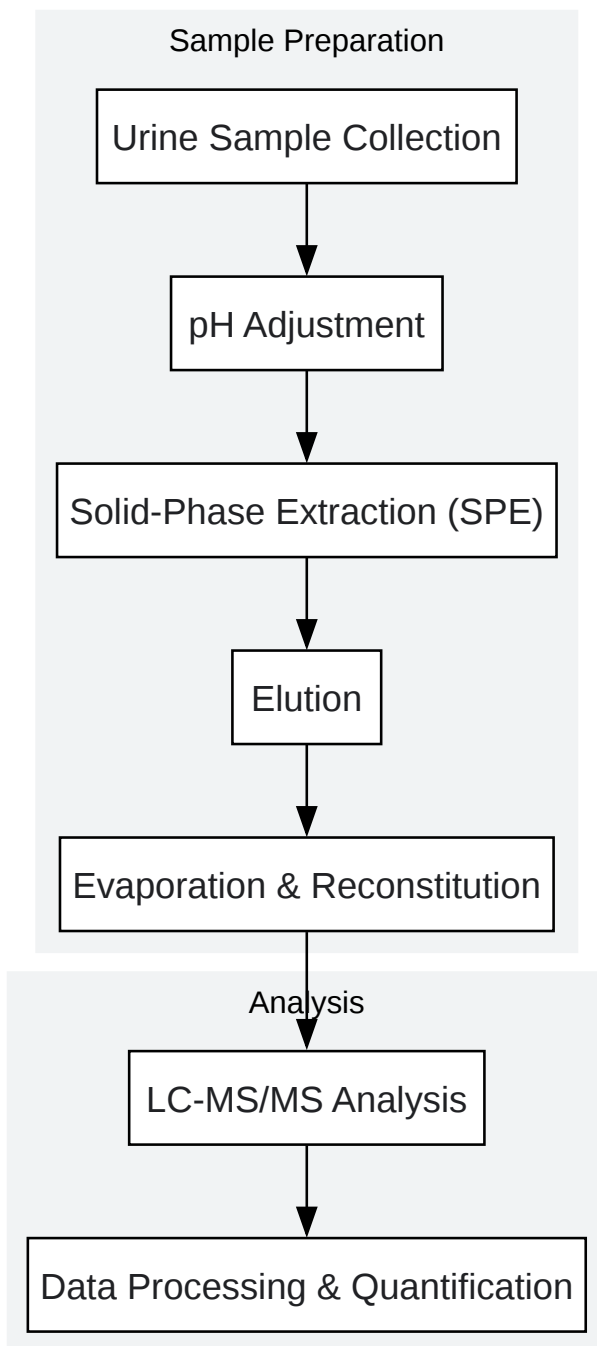 Sample Preparation
Urine Sample Collection
pH Adjustment
Solid-Phase Extraction (SPE)
Elution
Evaporation & Reconstitution
Analysis
LC-MS/MS Analysis
Data Processing & Quantification